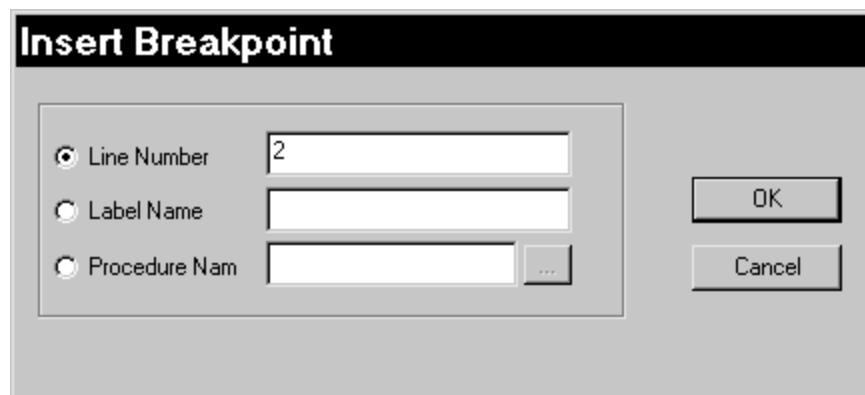 Insert Breakpoint
Line Number 2
Label Name
Procedure Nam ...
OK
Cancel